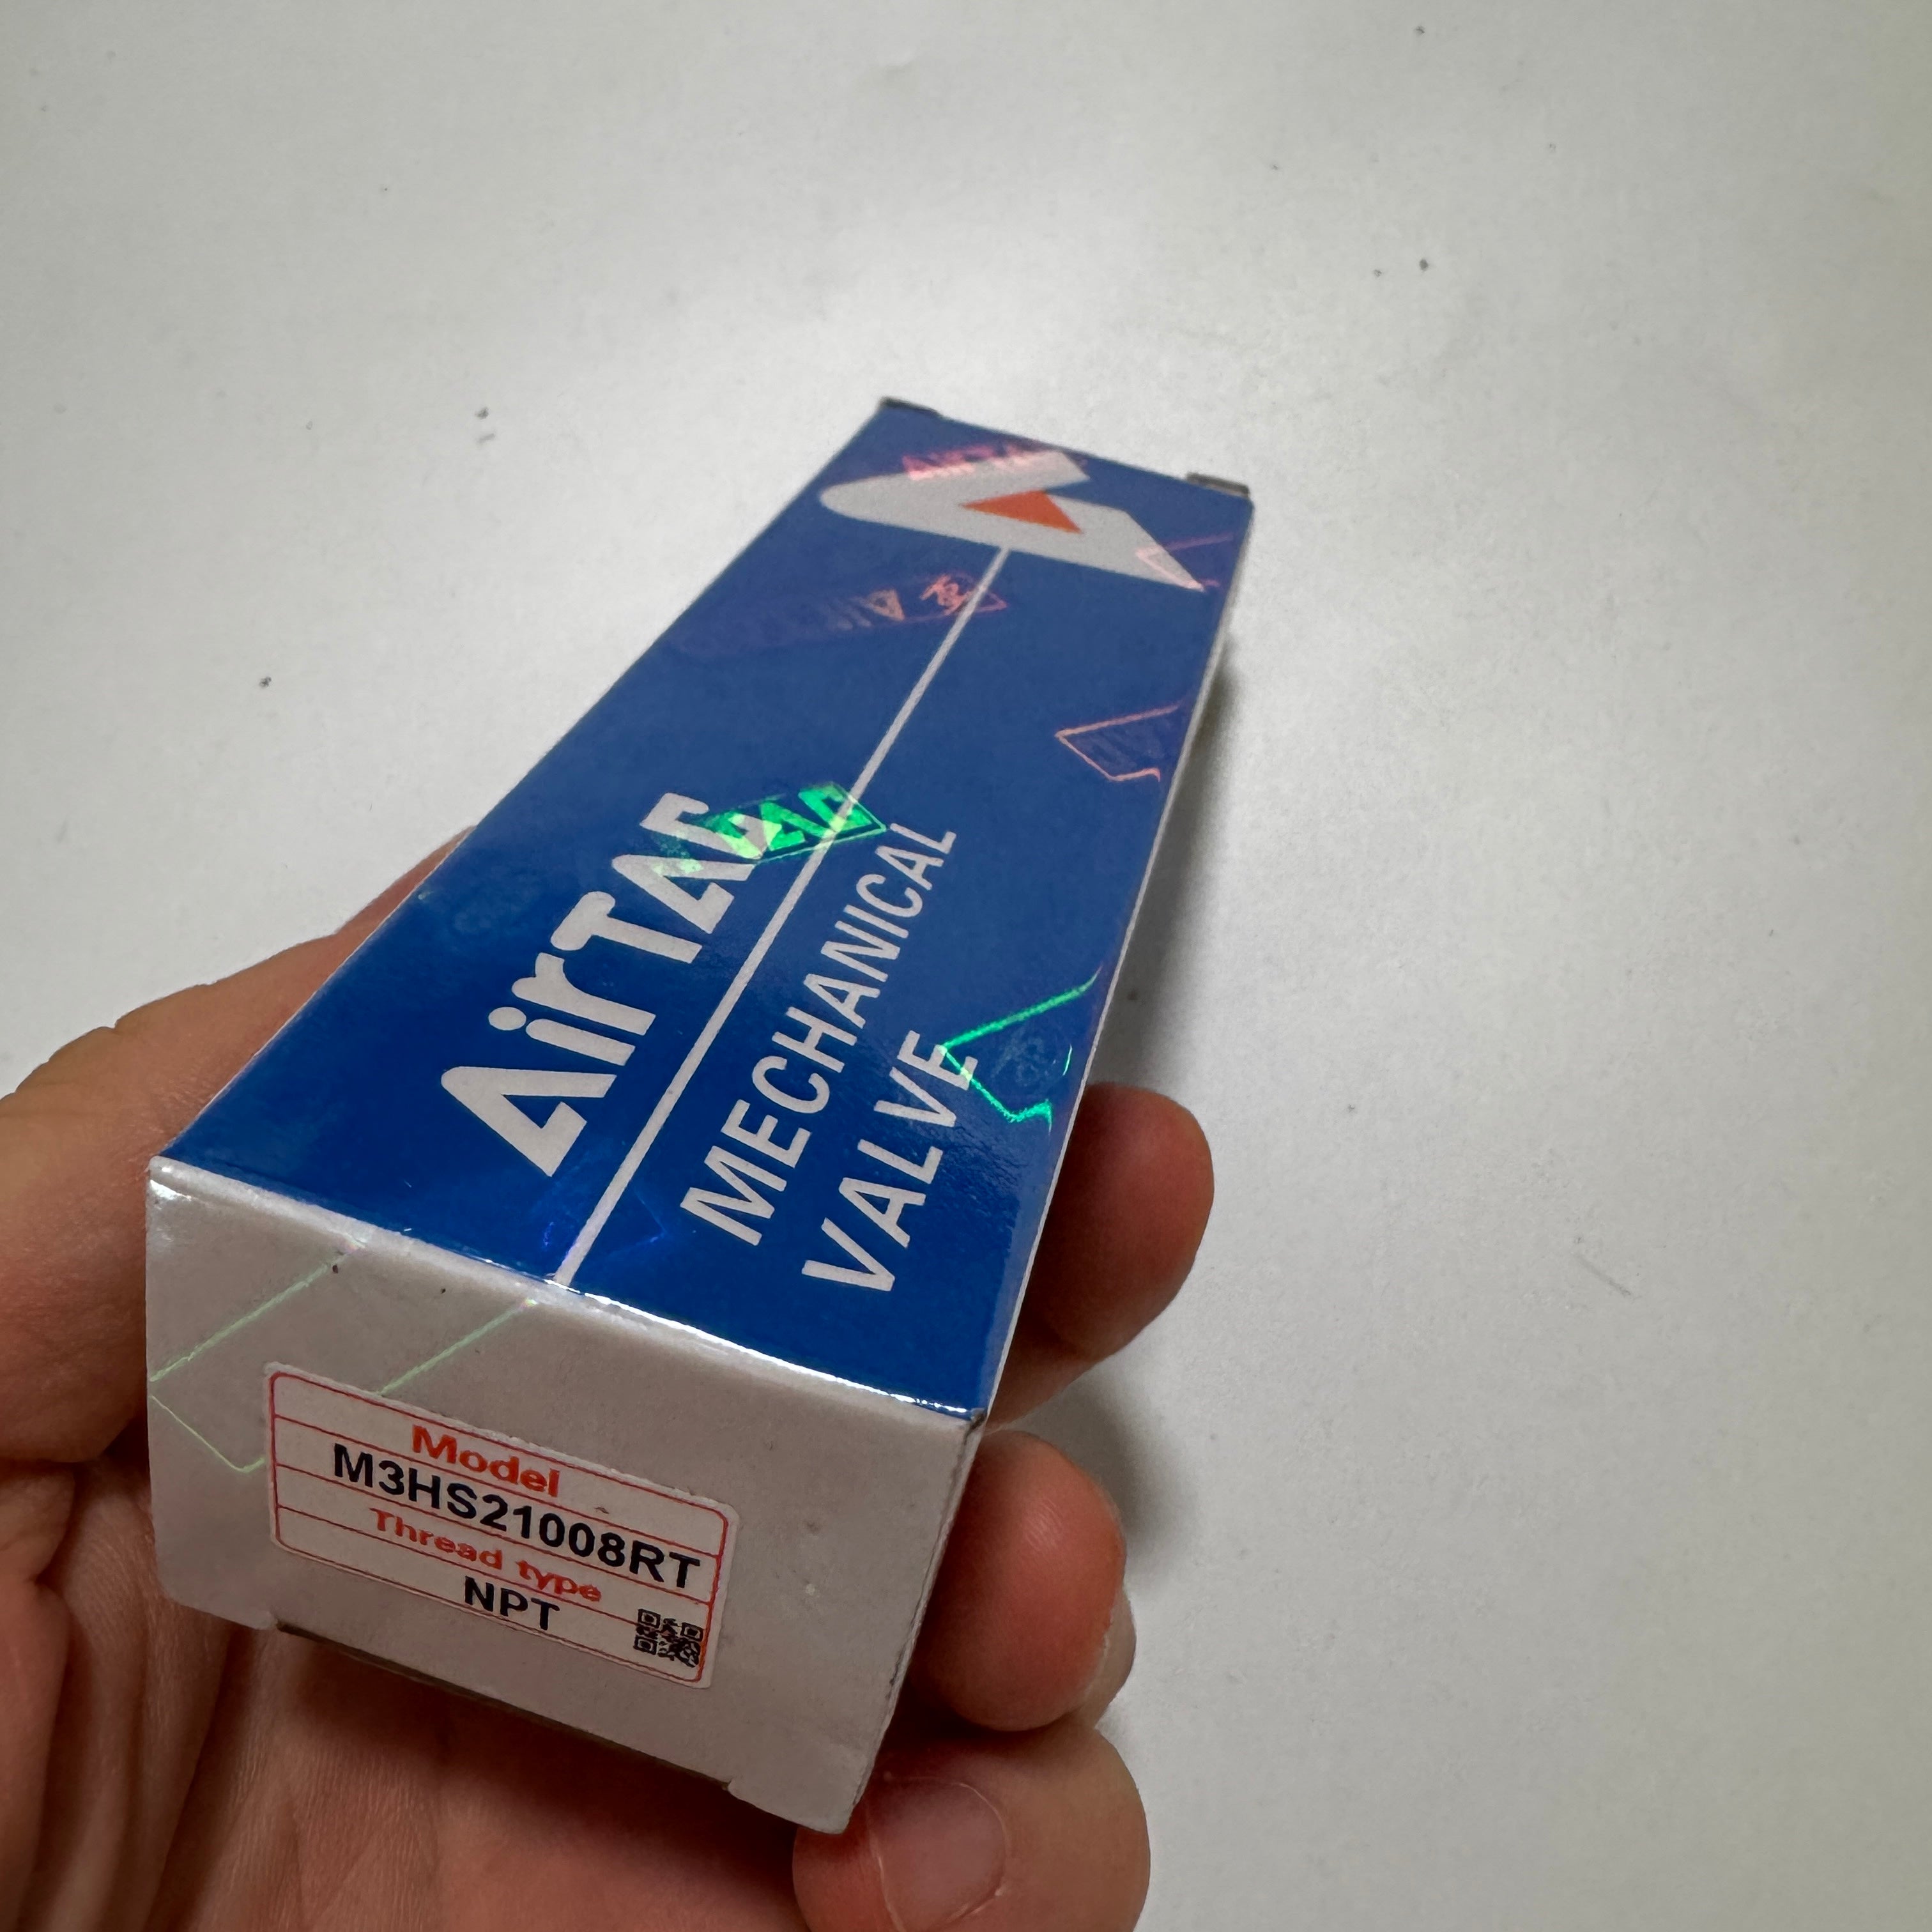 AirTAC
MECHANICAL
VALVE
Model
M3HS21008RT
Thread type
NPT